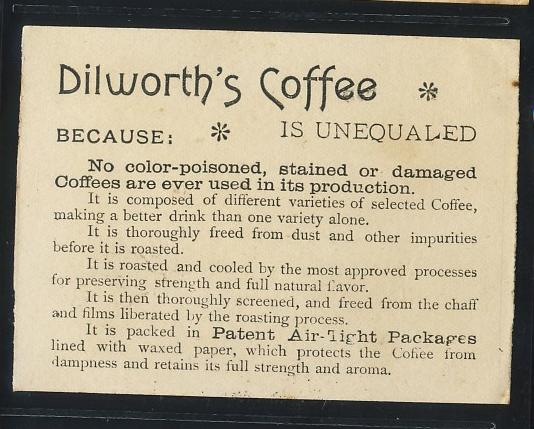 Dilworth's Coffee *
BECAUSE: * IS UNEQUALED
No color-poisoned, stained or damaged
Coffees are ever used in its production.
It is composed of different varieties of selected Coffee,
making a better drink than one variety alone.
It is thoroughly freed from dust and other impurities
before it is roasted.
It is roasted and cooled by the most approved processes
for preserving strength and full natural flavor.
It is then thoroughly screened, and freed from the chaff
and films liberated by the roasting process.
It is packed in Patent Air-Tight Packages
lined with waxed paper, which protects the Coffee from
dampness and retains its full strength and aroma.